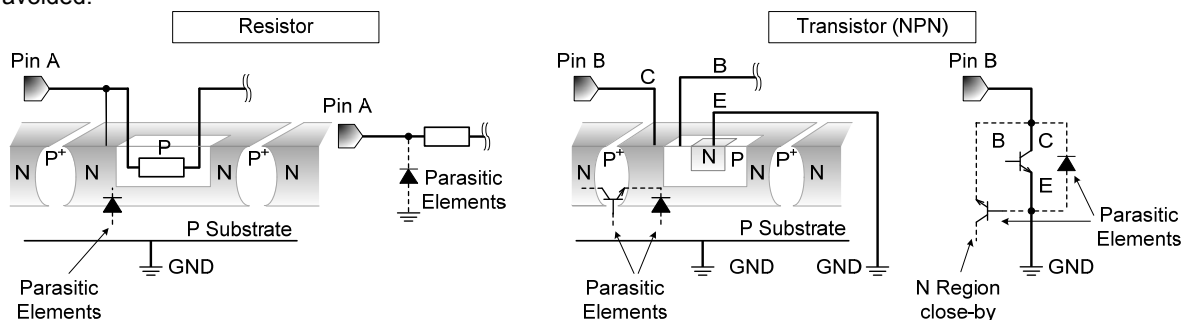 avoided.
Resistor
Transistor (NPN)
Pin A
Pin A
N
P+
N
P
N
P+
N
Parasitic
Elements
P Substrate
GND
Parasitic
Elements
Pin B
C
B
E
N
P+
N
N
P
P+
N
P Substrate
GND
GND
Parasitic
Elements
Pin B
B
C
E
Parasitic
Elements
GND
N Region
close-by